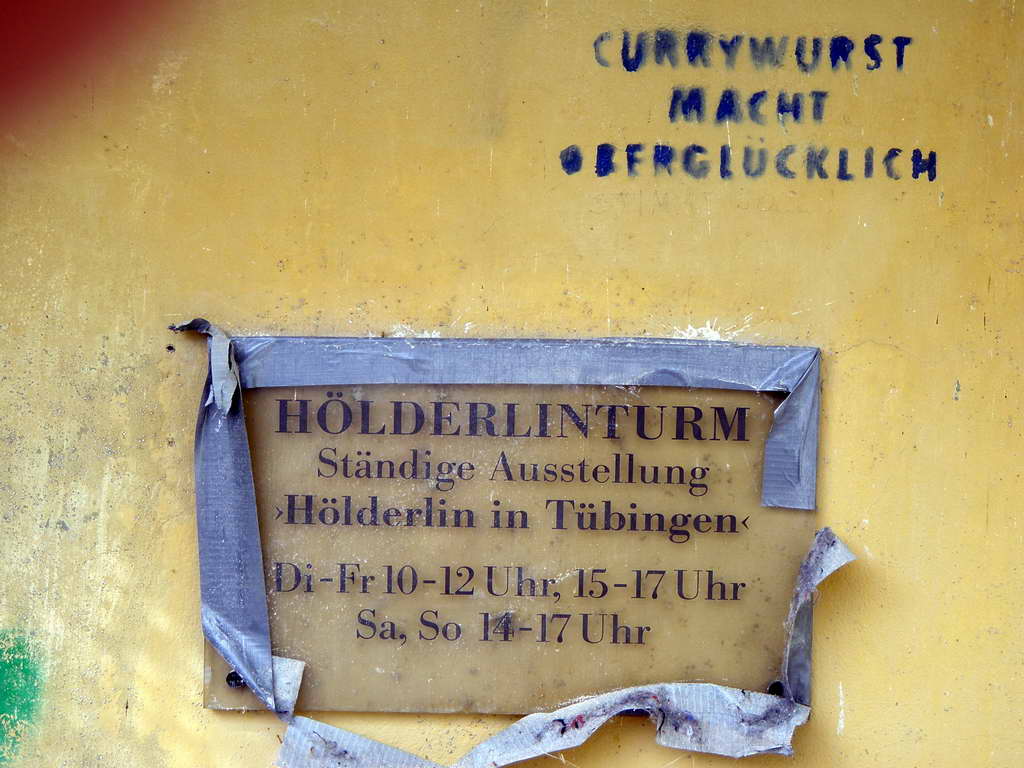 CURRYWURST
MACHT
OBERGLÜCKLICH
HÖLDERLINTURM
Ständige Ausstellung
›Hölderlin in Tübingen‹
Di-Fr 10-12 Uhr, 15-17 Uhr
Sa, So 14-17 Uhr